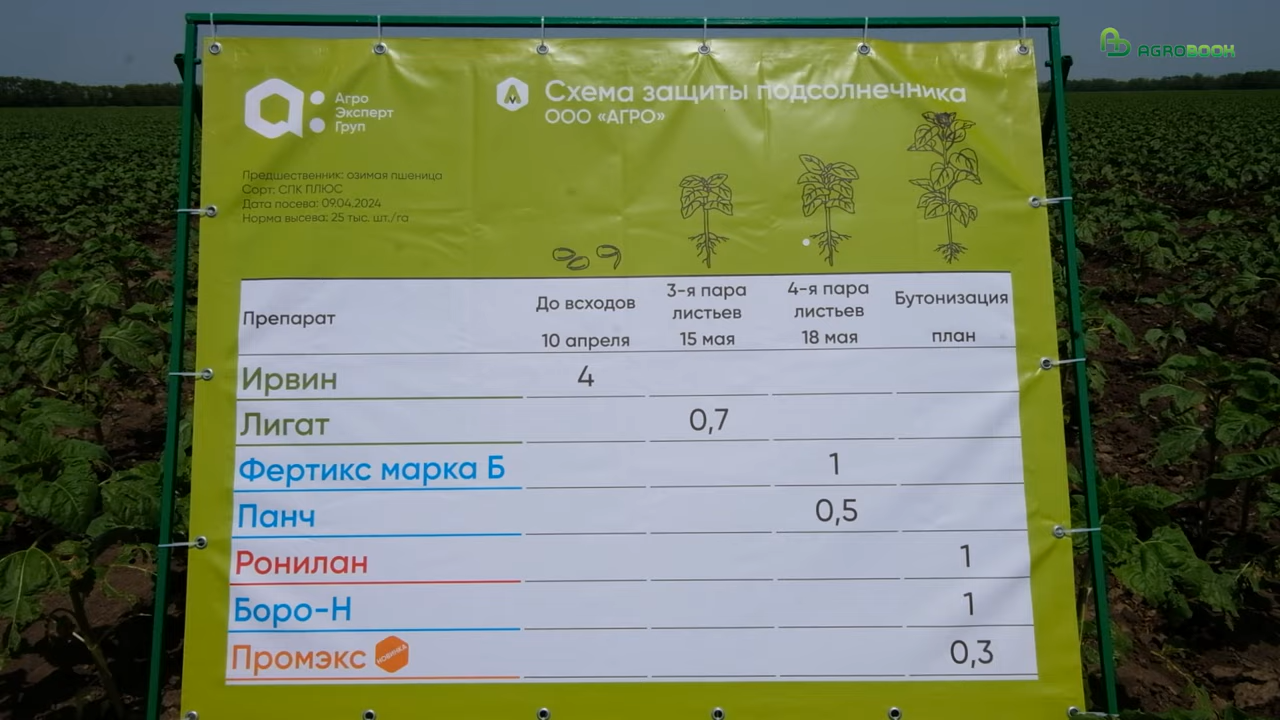 AGROBOOK
Агро
Эксперт
Груп
Схема защиты подсолнечника
ООО «АГРО»
Предшественник: озимая пшеница
Сорт: СПК ПЛЮС
Дата посева: 09.04.2024
Норма высева: 25 тыс. шт./га
Препарат
До всходов
10 апреля
3-я пара
листьев
15 мая
4-я пара
листьев
18 мая
Бутонизация
план
Ирвин 4
Лигат 0,7
Фертикс марка Б 1
Панч 0,5
Ронилан 1
Боро-Н 1
Промэкс НОВИНКА 0,3